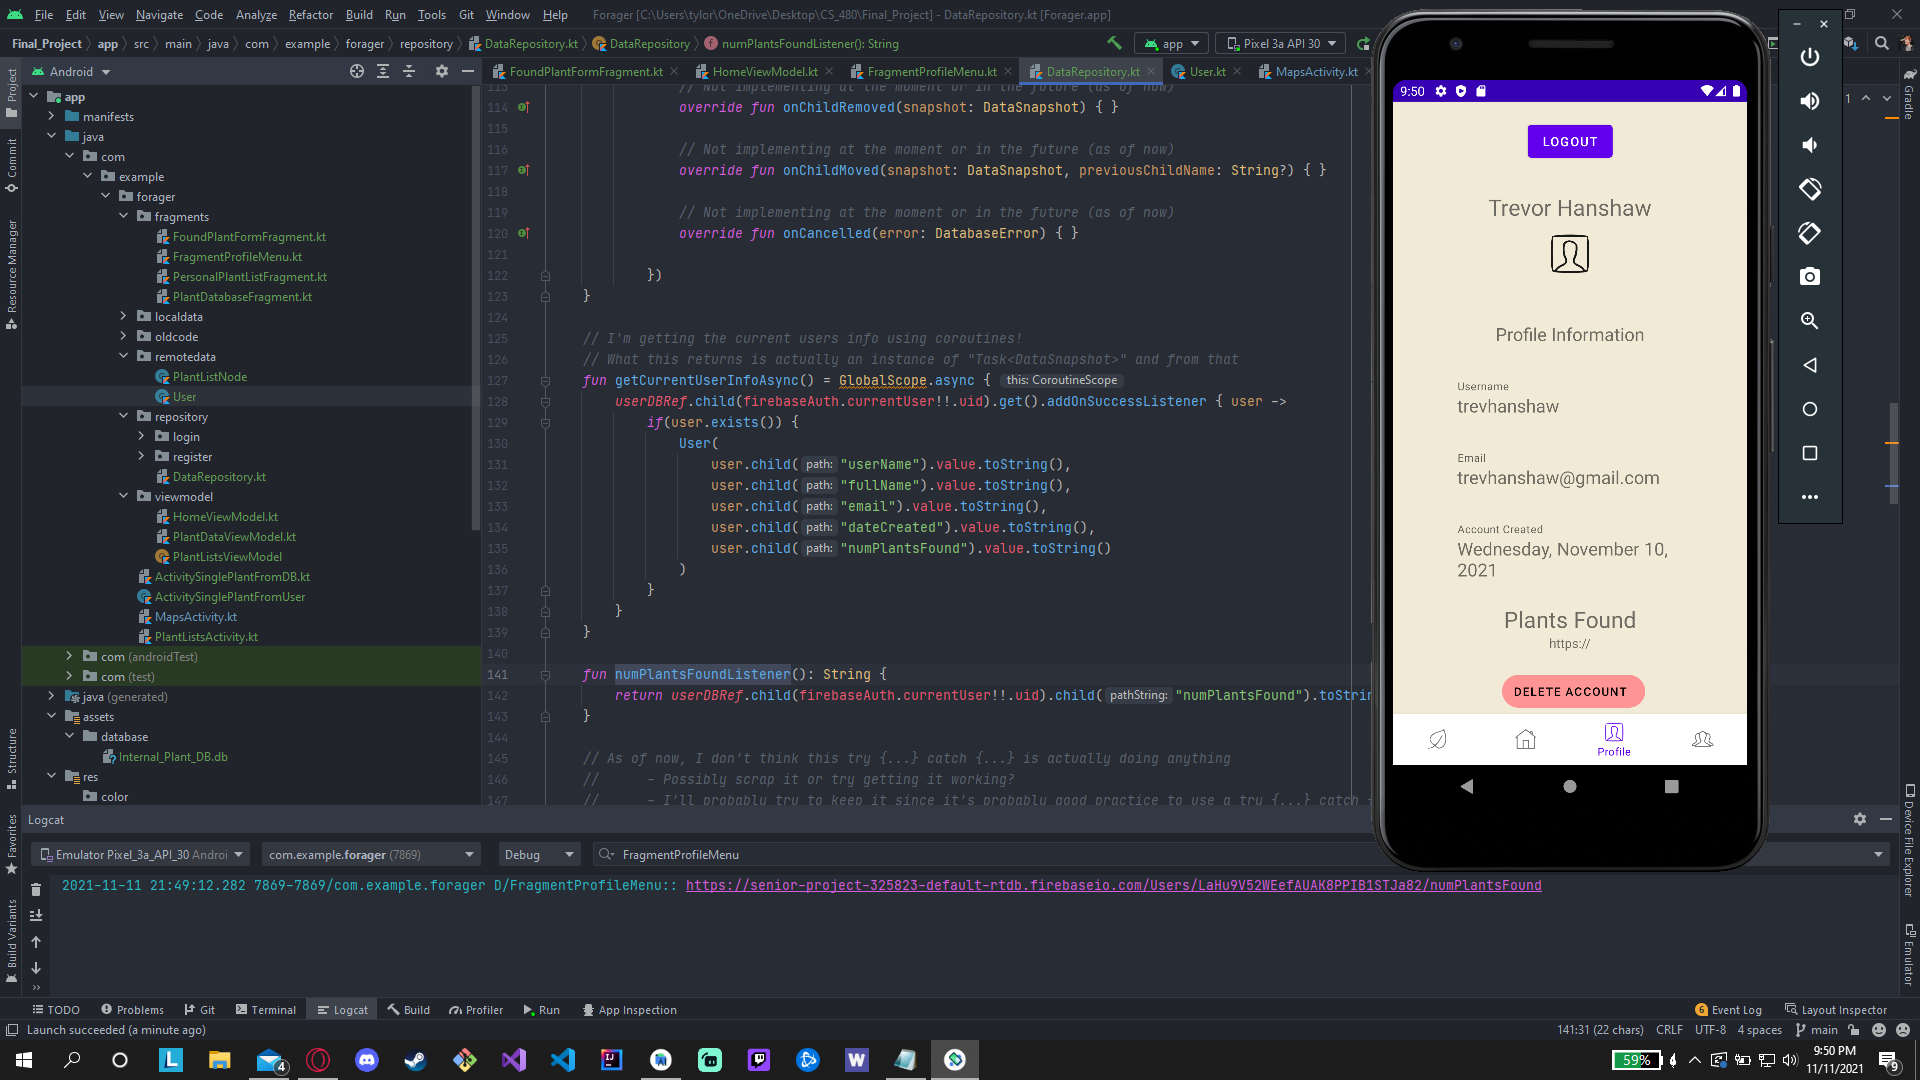 File Edit View Navigate Code Analyze Refactor Build Run Tools Git Window Help Forager [C:\Users\tylor\OneDrive\Desktop\CS_480\Final_Project] - DataRepository.kt [Forager.app]
Final_Project app src main java com example forager repository DataRepository.kt DataRepository numPlantsFoundListener(): String app Pixel 3a API 30
Android
FoundPlantFormFragment.kt HomeViewModel.kt FragmentProfileMenu.kt DataRepository.kt User.kt MapsActivity.kt
Project
Commit
Resource Manager
Structure
Favorites
Build Variants
app
manifests
java
com
example
forager
fragments
FoundPlantFormFragment.kt
FragmentProfileMenu.kt
PersonalPlantListFragment.kt
PlantDatabaseFragment.kt
localdata
oldcode
remotedata
PlantListNode
User
repository
login
register
DataRepository.kt
viewmodel
HomeViewModel.kt
PlantDataViewModel.kt
PlantListsViewModel
ActivitySinglePlantFromDB.kt
ActivitySinglePlantFromUser
MapsActivity.kt
PlantListsActivity.kt
com (androidTest)
com (test)
java (generated)
assets
database
Internal_Plant_DB.db
res
color
113 // Not implementing at the moment or in the future (as of now)
114 override fun onChildRemoved(snapshot: DataSnapshot) { }
115
116 // Not implementing at the moment or in the future (as of now)
117 override fun onChildMoved(snapshot: DataSnapshot, previousChildName: String?) { }
118
119 // Not implementing at the moment or in the future (as of now)
120 override fun onCancelled(error: DatabaseError) { }
121
122 })
123 }
124
125 // I'm getting the current users info using coroutines!
126 // What this returns is actually an instance of "Task<DataSnapshot>" and from that
127 fun getCurrentUserInfoAsync() = GlobalScope.async { this: CoroutineScope
128 userDBRef.child(firebaseAuth.currentUser!!.uid).get().addOnSuccessListener { user ->
129 if(user.exists()) {
130 User(
131 user.child( path: "userName").value.toString(),
132 user.child( path: "fullName").value.toString(),
133 user.child( path: "email").value.toString(),
134 user.child( path: "dateCreated").value.toString(),
135 user.child( path: "numPlantsFound").value.toString()
136 )
137 }
138 }
139 }
140
141 fun numPlantsFoundListener(): String {
142 return userDBRef.child(firebaseAuth.currentUser!!.uid).child( pathString: "numPlantsFound").toStrin
143 }
144
145 // As of now, I don't think this try {...} catch {...} is actually doing anything
146 // - Possibly scrap it or try getting it working?
147 // - I'll probably try to keep it since it's probably good practice to use a try {...} catch
1
Gradle
Device File Explorer
Emulator
9:50
LOGOUT
Trevor Hanshaw
Profile Information
Username
trevhanshaw
Email
trevhanshaw@gmail.com
Account Created
Wednesday, November 10,
2021
Plants Found
https://
DELETE ACCOUNT
Profile
Logcat
Emulator Pixel_3a_API_30 Androi com.example.forager (7869) Debug FragmentProfileMenu
2021-11-11 21:49:12.282 7869-7869/com.example.forager D/FragmentProfileMenu:: https://senior-project-325823-default-rtdb.firebaseio.com/Users/LaHu9V52WEefAUAK8PPIB1STJa82/numPlantsFound
TODO Problems Git Terminal Logcat Build Profiler Run App Inspection 6 Event Log Layout Inspector
Launch succeeded (a minute ago) 141:31 (22 chars) CRLF UTF-8 4 spaces main
L 4 W 59% 9:50 PM
11/11/2021 9